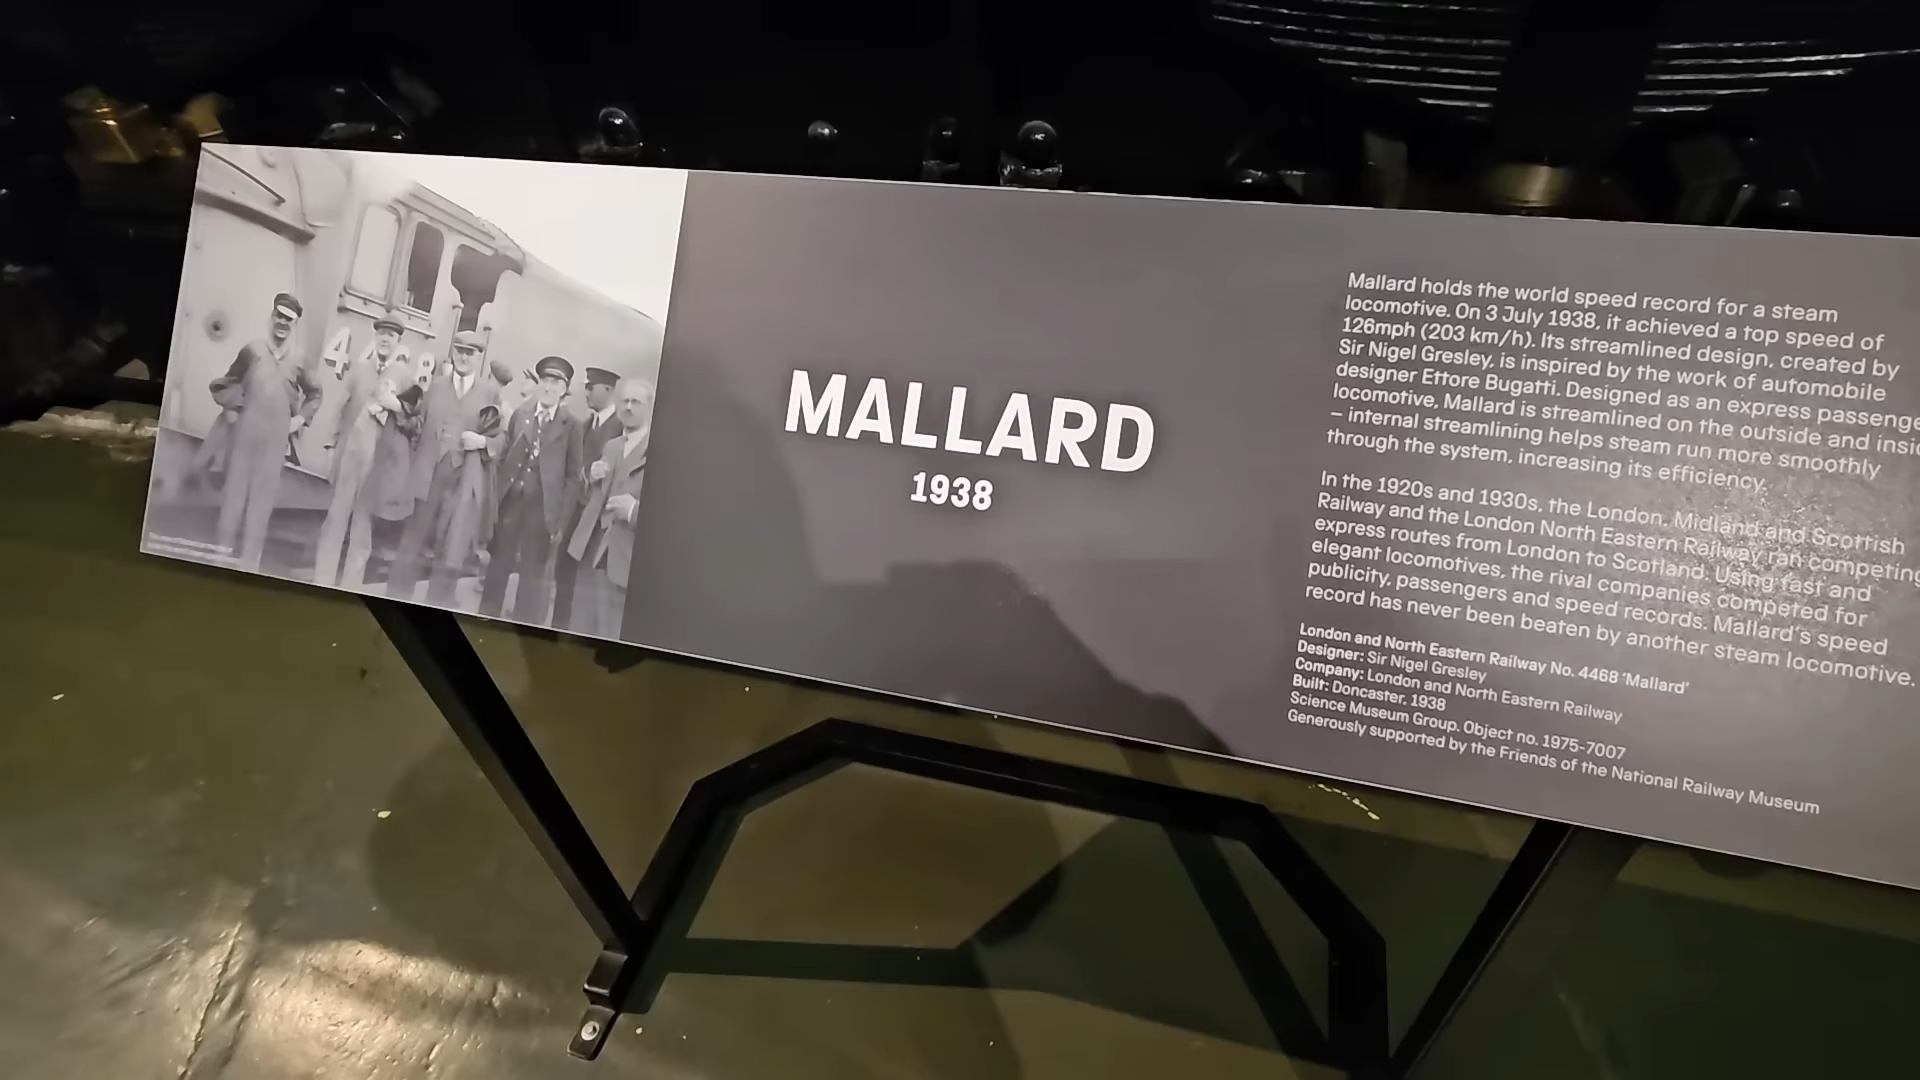 MALLARD
1938
Mallard holds the world speed record for a steam
locomotive. On 3 July 1938, it achieved a top speed of
126mph (203 km/h). Its streamlined design, created by
Sir Nigel Gresley, is inspired by the work of automobile
designer Ettore Bugatti. Designed as an express passenge
locomotive, Mallard is streamlined on the outside and insid
– internal streamlining helps steam run more smoothly
through the system, increasing its efficiency.
In the 1920s and 1930s, the London, Midland and Scottish
Railway and the London North Eastern Railway ran competing
express routes from London to Scotland. Using fast and
elegant locomotives, the rival companies competed for
publicity, passengers and speed records. Mallard's speed
record has never been beaten by another steam locomotive.
London and North Eastern Railway No. 4468 'Mallard'
Designer: Sir Nigel Gresley
Company: London and North Eastern Railway
Built: Doncaster, 1938
Science Museum Group. Object no. 1975-7007
Generously supported by the Friends of the National Railway Museum